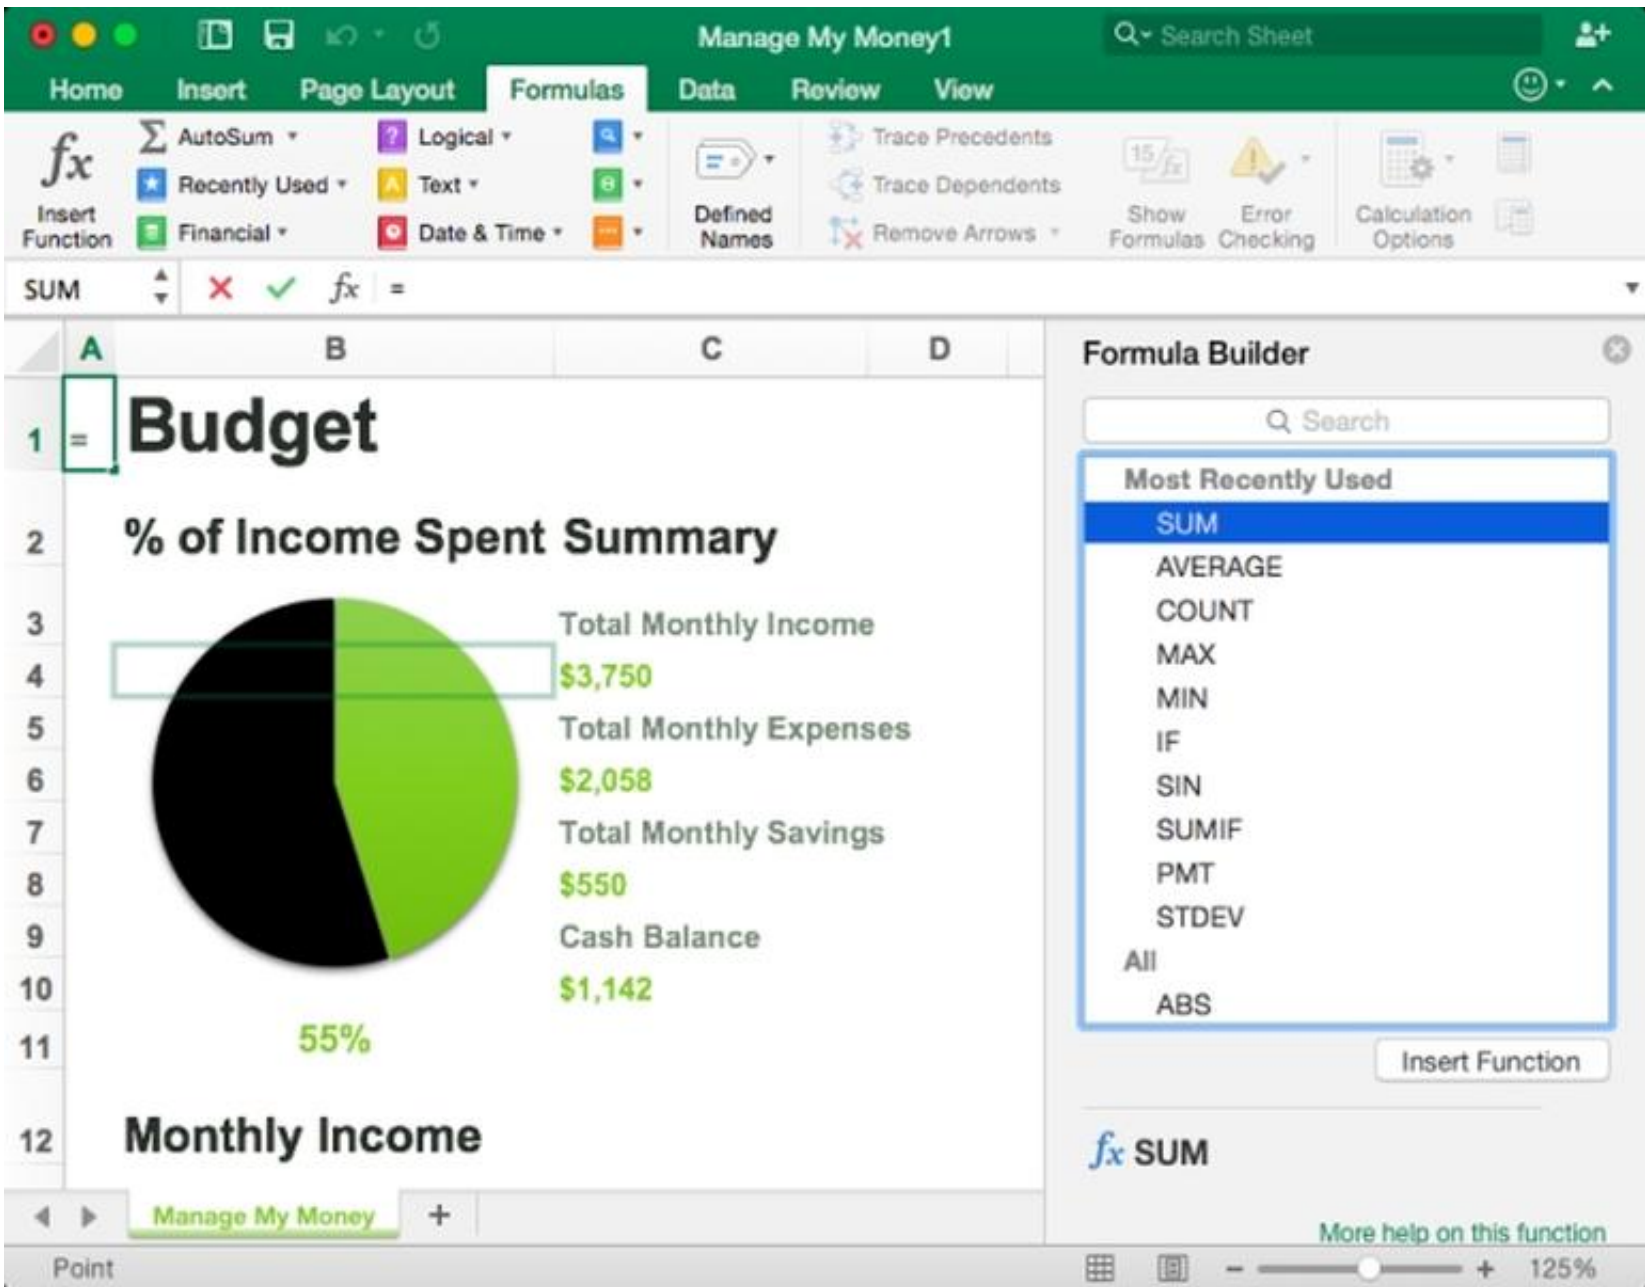 Manage My Money1
Search Sheet
Home Insert Page Layout Formulas Data Review View
fx Insert Function
AutoSum
Recently Used
Financial
Logical
Text
Date & Time
Defined Names
Trace Precedents
Trace Dependents
Remove Arrows
Show Formulas
Error Checking
Calculation Options
SUM fx =
A B C D
1 = Budget
2 % of Income Spent Summary
3 Total Monthly Income
4 $3,750
5 Total Monthly Expenses
6 $2,058
7 Total Monthly Savings
8 $550
9 Cash Balance
10 $1,142
11 55%
12 Monthly Income
Formula Builder
Search
Most Recently Used
SUM
AVERAGE
COUNT
MAX
MIN
IF
SIN
SUMIF
PMT
STDEV
All
ABS
Insert Function
fx SUM
More help on this function
Manage My Money +
Point
125%